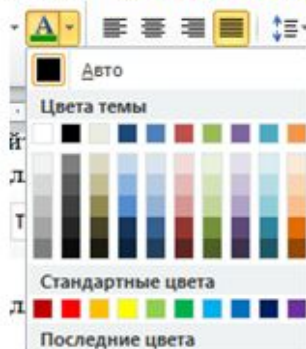 А
Авто
Цвета темы
Стандартные цвета
Последние цвета